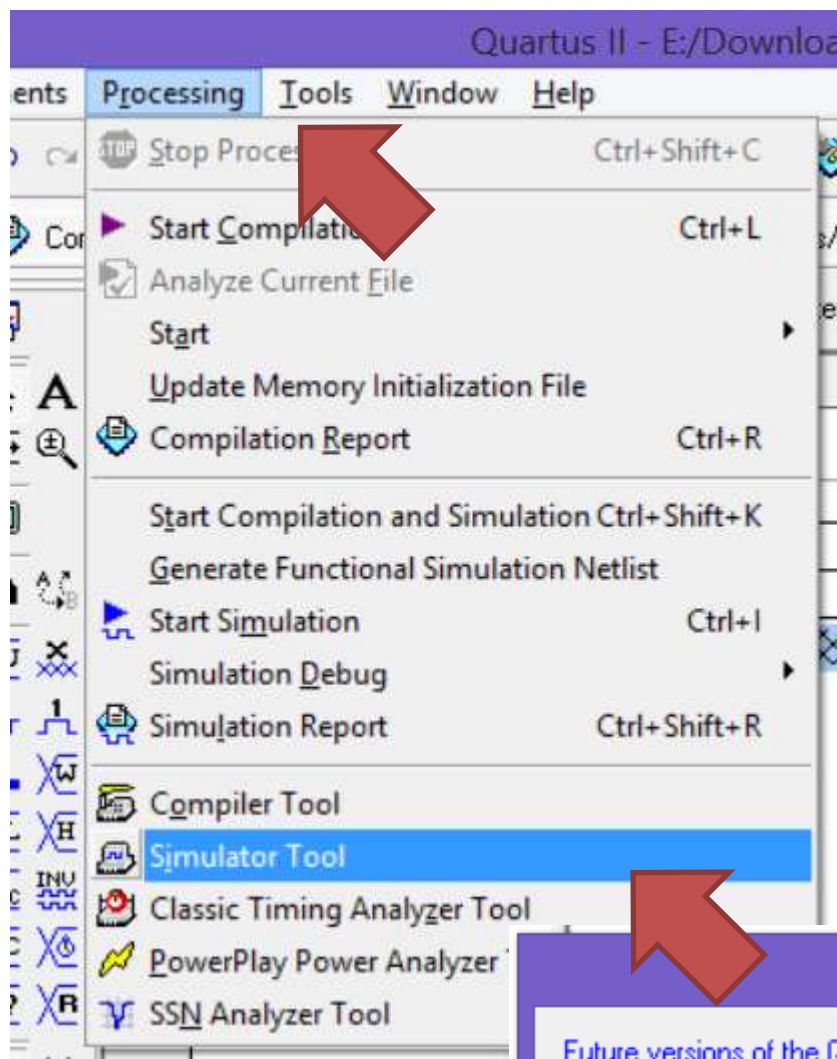 Quartus II - E:/Downloa
ents Processing Tools Window Help
Stop Proces Ctrl+Shift+C
Cor Start Compilatio Ctrl+L
Analyze Current File
Start
Update Memory Initialization File
A
Compilation Report Ctrl+R
Start Compilation and Simulation Ctrl+Shift+K
Generate Functional Simulation Netlist
Start Simulation Ctrl+I
Simulation Debug
Simulation Report Ctrl+Shift+R
Compiler Tool
Simulator Tool
INV
Classic Timing Analyzer Tool
PowerPlay Power Analyzer
SSN Analyzer Tool
Future versions of the